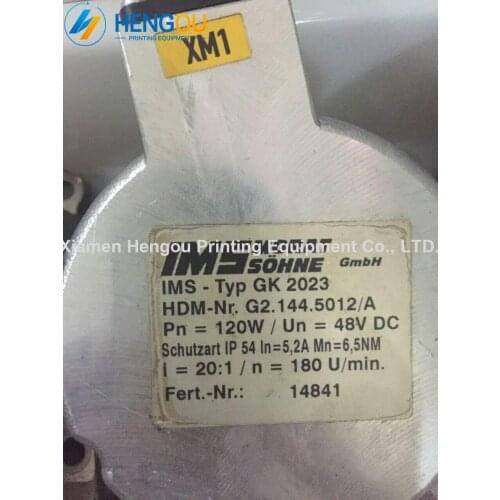 HENGOU
PRINTING EQUIPMENT
XM1
Xiamen Hengou Printing Equipment Co., LTD.
IMS SÖHNE GmbH
IMS - Typ GK 2023
HDM-Nr. G2.144.5012/A
Pn = 120W / Un = 48V DC
Schutzart IP 54 In=5,2A Mn=6,5NM
i = 20:1 / n = 180 U/min.
Fert.-Nr.: 14841